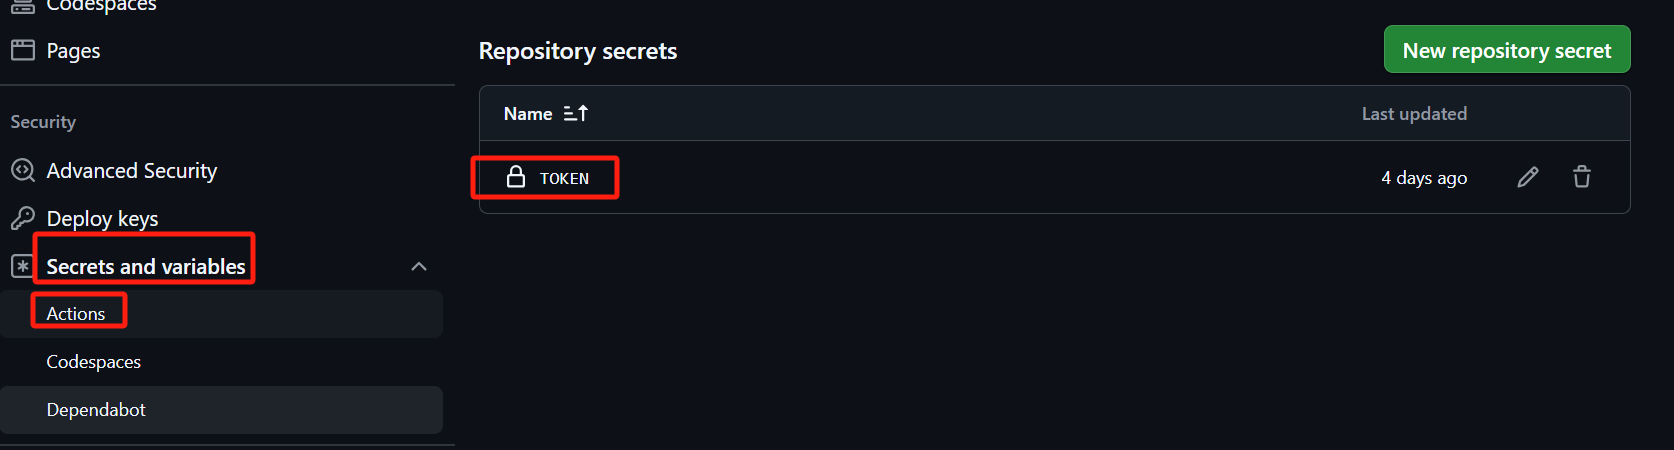 Codespaces
Pages
Security
Advanced Security
Deploy keys
Secrets and variables
Actions
Codespaces
Dependabot
Repository secrets
New repository secret
Name
Last updated
TOKEN
4 days ago